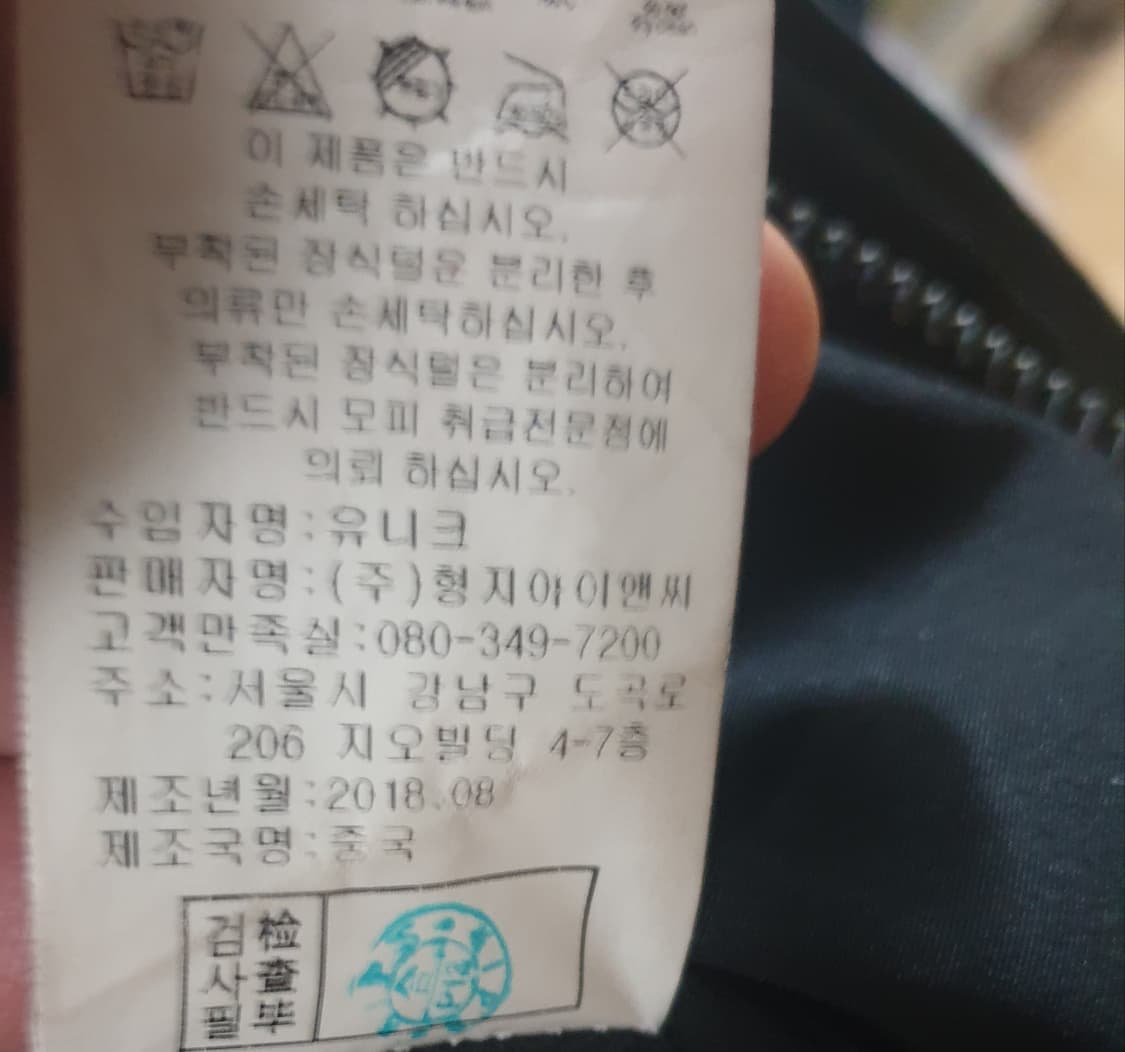 이 제품은 반드시
손세탁 하십시오.
부착된 장식털은 분리한 후
의류만 손세탁하십시오.
부착된 장식털은 분리하여
반드시 모피 취급전문점에
의뢰 하십시오.
수입자명:유니크
판매자명:(주)형지아이앤씨
고객만족실:080-349-7200
주소:서울시 강남구 도곡로
206 지오빌딩 4-7층
제조년월:2018.08
제조국명:중국
검 检
사 査
필 畢